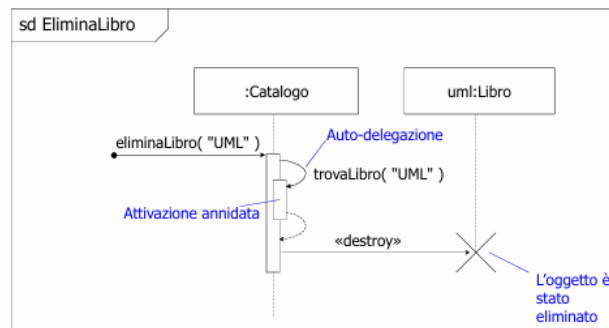 sd EliminaLibro
:Catalogo
uml:Libro
Auto-delegazione
eliminaLibro( "UML" )
trovaLibro( "UML" )
Attivazione annidata
«destroy»
L'oggetto è
stato
eliminato